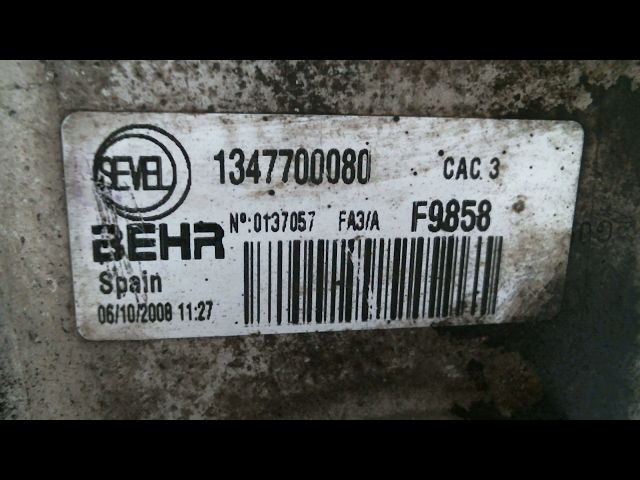 SEVEL
1347700080 CAC. 3
BEHR
Nº:0137057 FA3/A F9858
Spain
06/10/2008 11:27